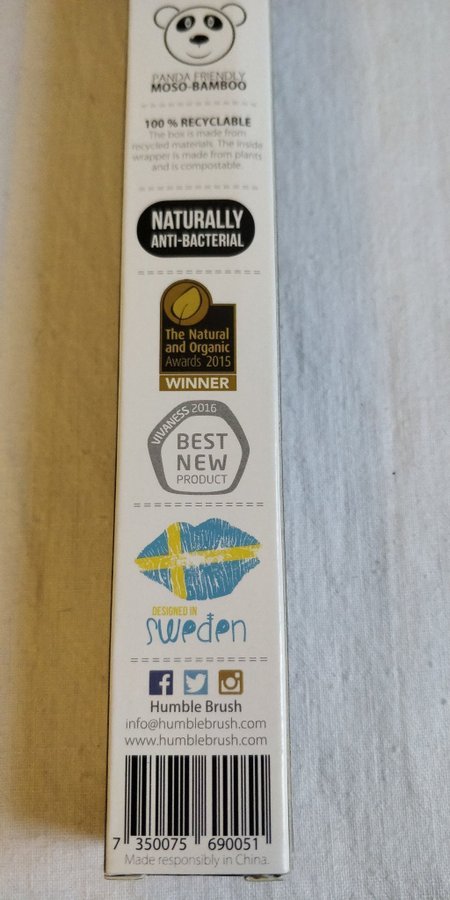 PANDA FRIENDLY
MOSO-BAMBOO
100 % RECYCLABLE
The box is made from
recycled materials. The inside
wrapper is made from plants
and is compostable.
NATURALLY
ANTI-BACTERIAL
The Natural
and Organic
Awards 2015
WINNER
VIVANESS 2016
BEST
NEW
PRODUCT
DESIGNED IN
sweden
Humble Brush
info@humblebrush.com
www.humblebrush.com
7 350075 690051
Made responsibly in China.